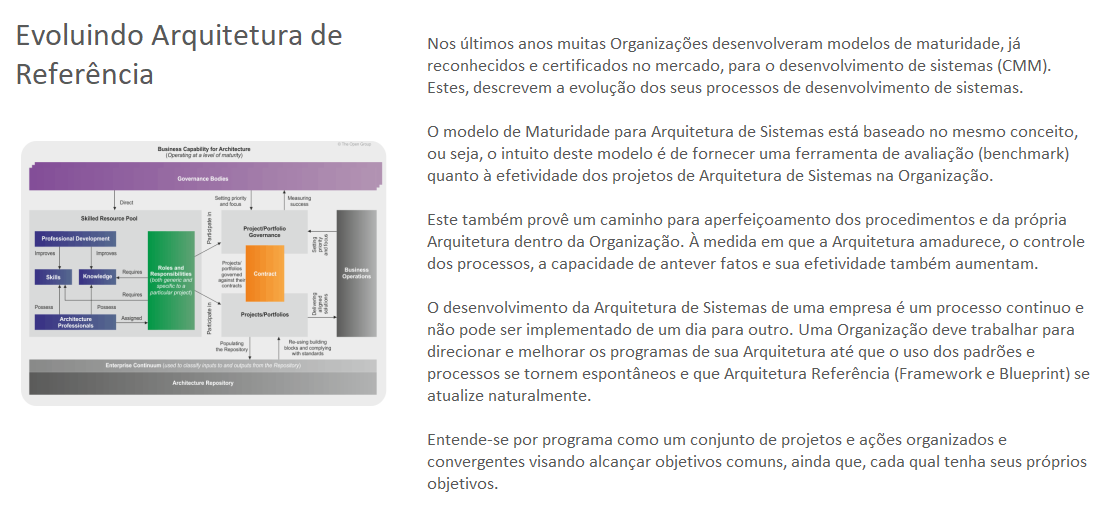 Evoluindo Arquitetura de
Referência
Nos últimos anos muitas Organizações desenvolveram modelos de maturidade, já
reconhecidos e certificados no mercado, para o desenvolvimento de sistemas (CMM).
Estes, descrevem a evolução dos seus processos de desenvolvimento de sistemas.
O modelo de Maturidade para Arquitetura de Sistemas está baseado no mesmo conceito,
ou seja, o intuito deste modelo é de fornecer uma ferramenta de avaliação (benchmark)
quanto à efetividade dos projetos de Arquitetura de Sistemas na Organização.
Este também provê um caminho para aperfeiçoamento dos procedimentos e da própria
Arquitetura dentro da Organização. À medida em que a Arquitetura amadurece, o controle
dos processos, a capacidade de antever fatos e sua efetividade também aumentam.
O desenvolvimento da Arquitetura de Sistemas de uma empresa é um processo continuo e
não pode ser implementado de um dia para outro. Uma Organização deve trabalhar para
direcionar e melhorar os programas de sua Arquitetura até que o uso dos padrões e
processos se tornem espontâneos e que Arquitetura Referência (Framework e Blueprint) se
atualize naturalmente.
Entende-se por programa como um conjunto de projetos e ações organizados e
convergentes visando alcançar objetivos comuns, ainda que, cada qual tenha seus próprios
objetivos.
© The Open Group
Business Capability for Architecture
(Operating at a level of maturity)
Governance Bodies
Direct
Setting priority
and focus
Measuring
success
Skilled Resource Pool
Professional Development
Improves
Improves
Skills
Knowledge
Requires
Requires
Possess
Possess
Architecture
Professionals
Assigned
Roles and
Responsibilities
(both generic and
specific to a
particular project)
Participate in
Participate in
Project/Portfolio
Governance
Projects/
portfolios
governed
against their
contracts
Contract
Projects/Portfolios
Setting
priority
and focus
Delivering
aligned
solutions
Business
Operations
Populating
the Repository
Re-using building
blocks and complying
with standards
Enterprise Continuum (used to classify inputs to and outputs from the Repository)
Architecture Repository